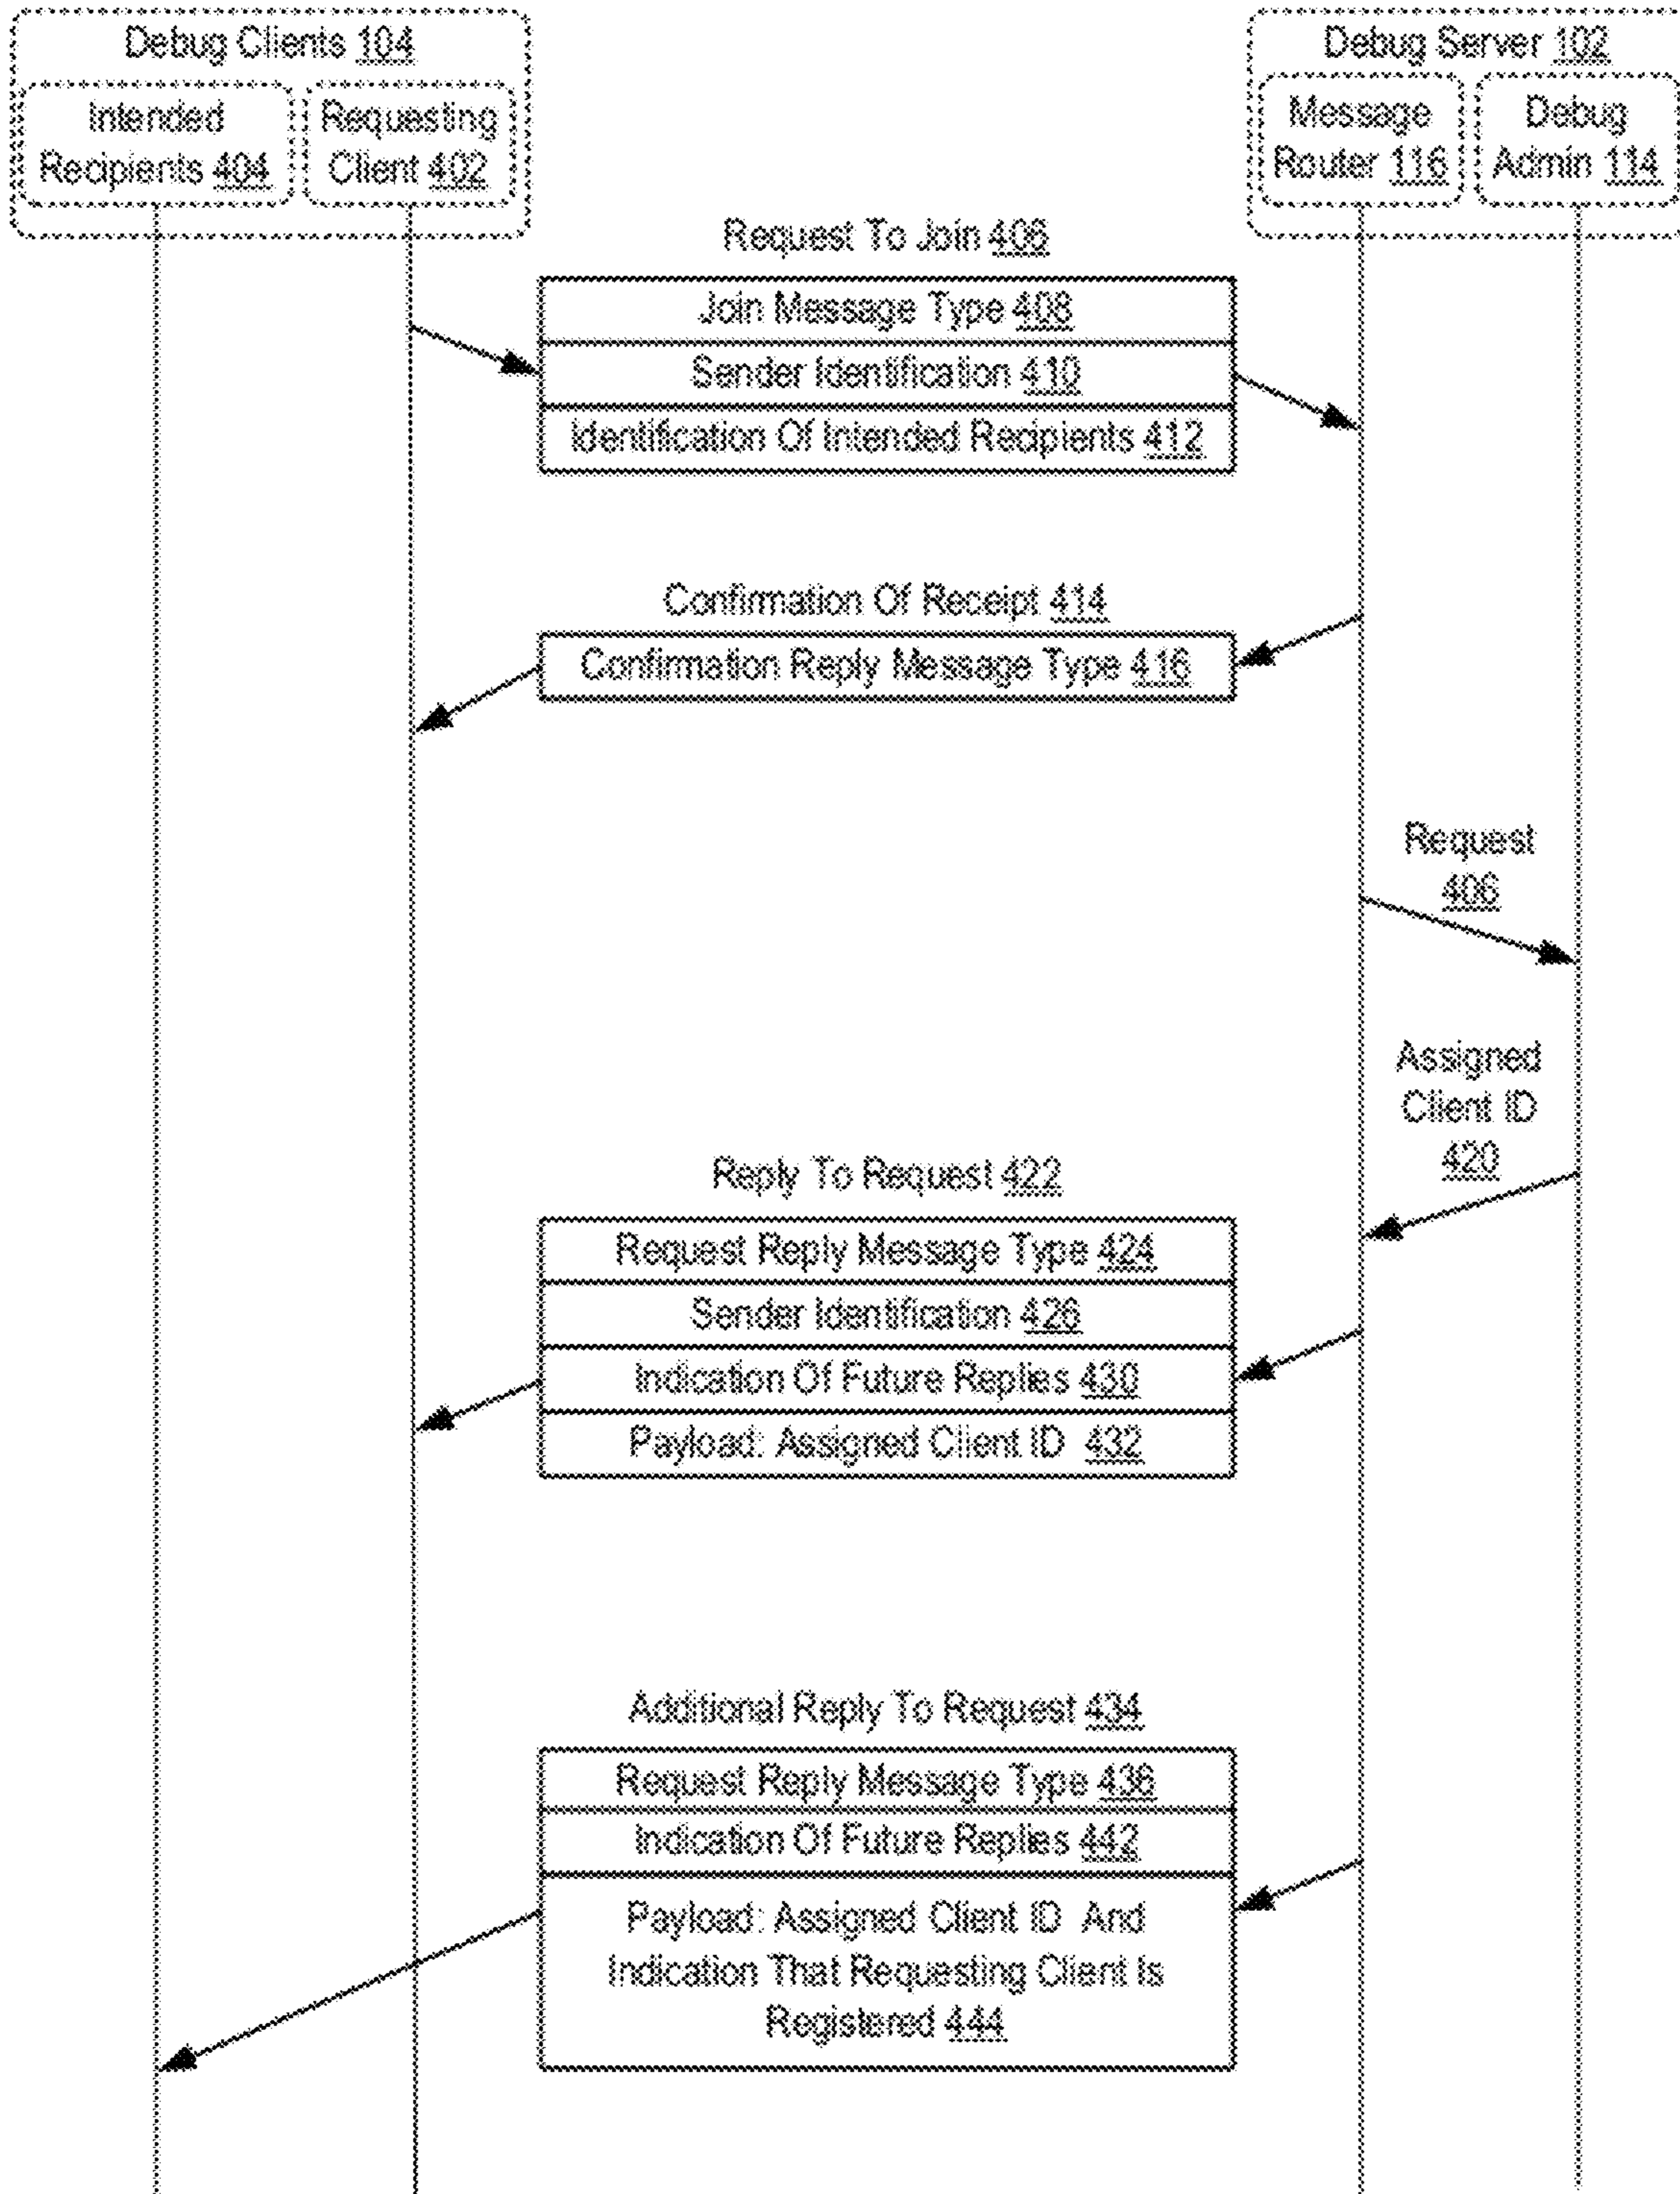 Debug Clients 104
Intended
Recipients 404
Requesting
Client 402
Debug Server 102
Message
Router 116
Debug
Admin 114
Request To Join 406
Join Message Type 408
Sender Identification 410
Identification Of Intended Recipients 412
Confirmation Of Receipt 414
Confirmation Reply Message Type 416
Request
406
Assigned
Client ID
420
Reply To Request 422
Request Reply Message Type 424
Sender Identification 426
Indication Of Future Replies 430
Payload: Assigned Client ID 432
Additional Reply To Request 434
Request Reply Message Type 436
Indication Of Future Replies 442
Payload: Assigned Client ID And
Indication That Requesting Client Is
Registered 444